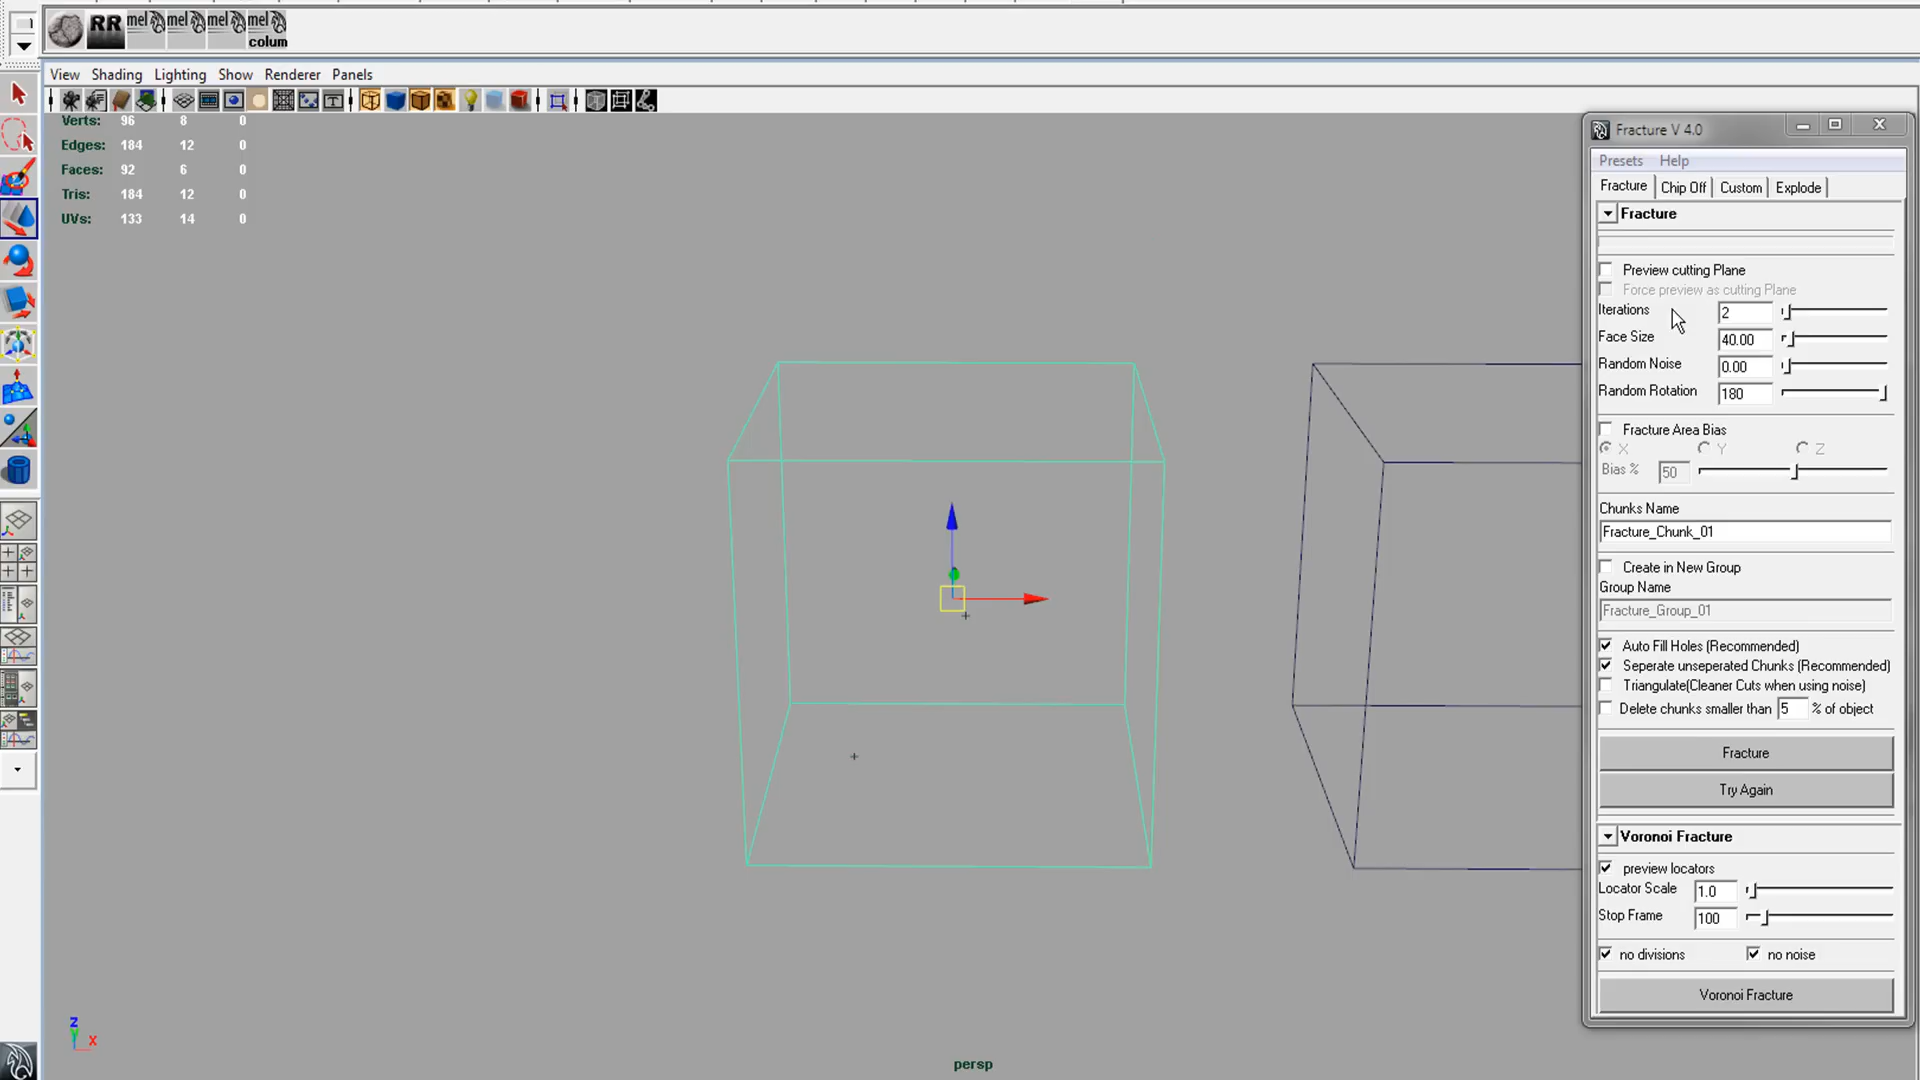 RR mel mel mel mel
colum
View Shading Lighting Show Renderer Panels
Verts: 96 8 0
Edges: 184 12 0
Faces: 92 6 0
Tris: 184 12 0
UVs: 133 14 0
Fracture V 4.0
Presets Help
Fracture Chip Off Custom Explode
Fracture
Preview cutting Plane
Force preview as cutting Plane
Iterations 2
Face Size 40.00
Random Noise 0.00
Random Rotation 180
Fracture Area Bias
X Y Z
Bias % 50
Chunks Name
Fracture_Chunk_01
Create in New Group
Group Name
Fracture_Group_01
Auto Fill Holes (Recommended)
Seperate unseperated Chunks (Recommended)
Triangulate(Cleaner Cuts when using noise)
Delete chunks smaller than 5 % of object
Fracture
Try Again
Voronoi Fracture
preview locators
Locator Scale 1.0
Stop Frame 100
no divisions no noise
Voronoi Fracture
Z
Y
X
persp